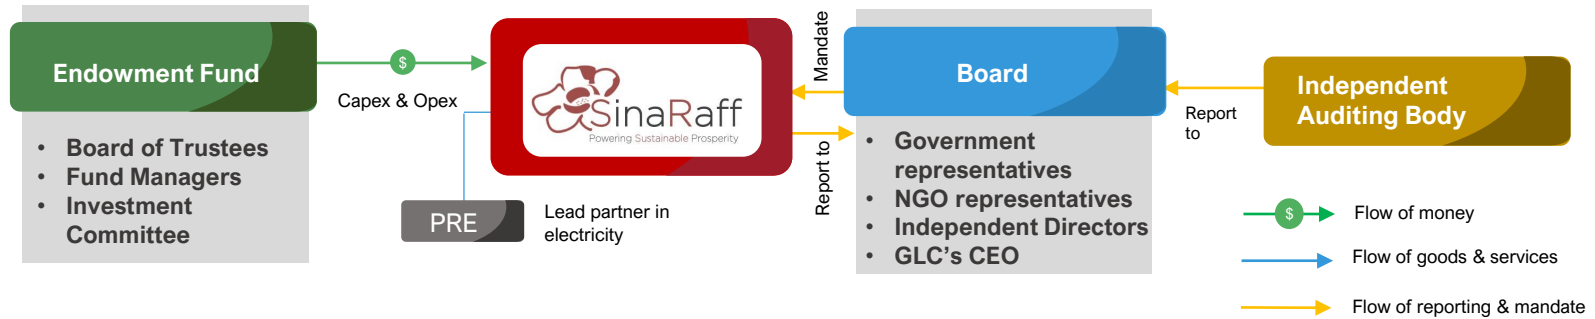 Endowment Fund
• Board of Trustees
• Fund Managers
• Investment
Committee
$
Capex & Opex
SinaRaff
Powering Sustainable Prosperity
PRE
Lead partner in
electricity
Mandate
Report to
Board
• Government
representatives
• NGO representatives
• Independent Directors
• GLC's CEO
Report
to
Independent
Auditing Body
$
Flow of money
Flow of goods & services
Flow of reporting & mandate